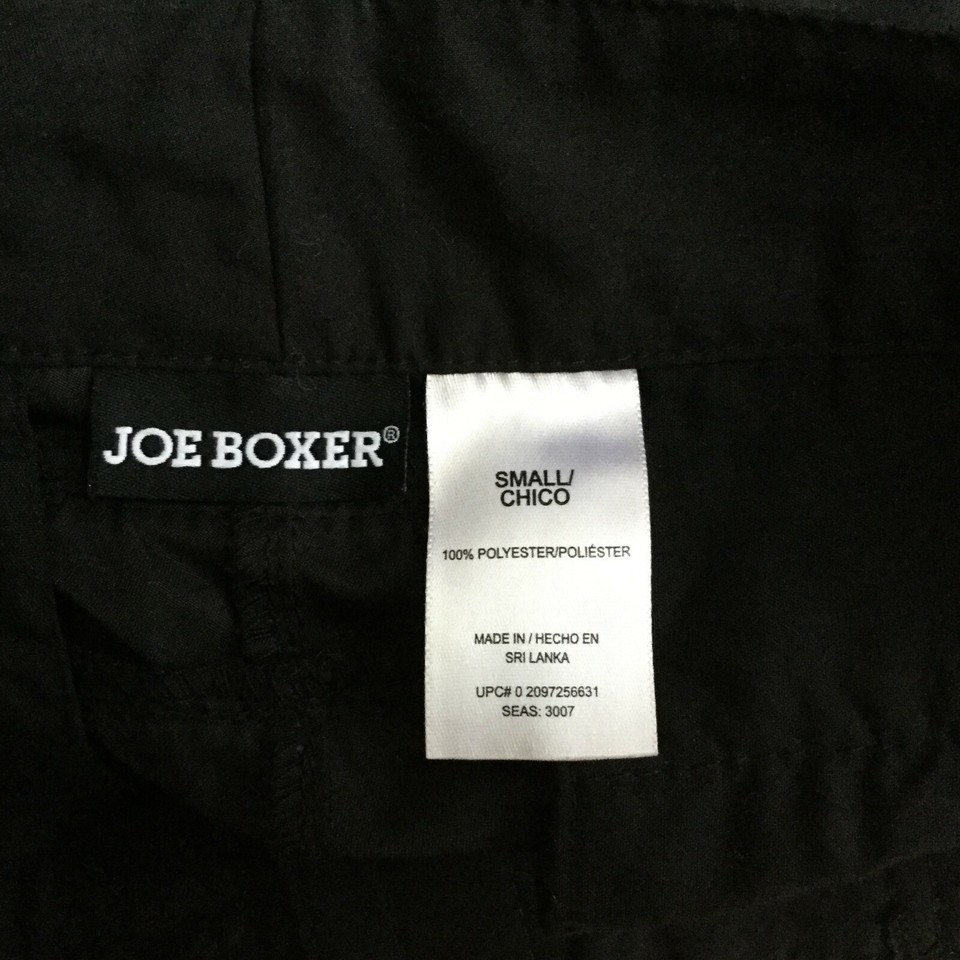 JOE BOXER®
SMALL/
CHICO
100% POLYESTER/POLIÉSTER
MADE IN / HECHO EN
SRI LANKA
UPC# 0 2097256631
SEAS: 3007